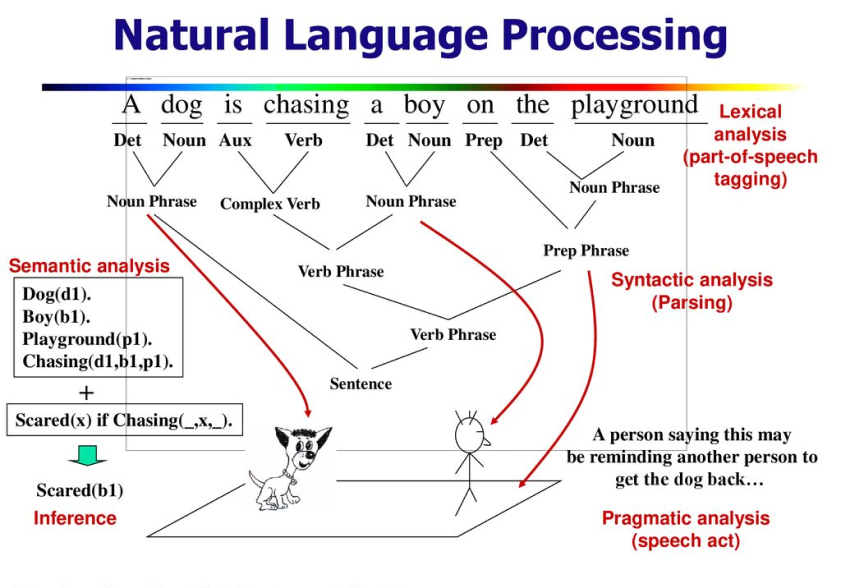 Natural Language Processing
A dog is chasing a boy on the playground
Det Noun Aux Verb Det Noun Prep Det Noun
Lexical
analysis
(part-of-speech
tagging)
Noun Phrase Complex Verb Noun Phrase Noun Phrase
Prep Phrase
Verb Phrase
Syntactic analysis
(Parsing)
Verb Phrase
Sentence
Semantic analysis
Dog(d1).
Boy(b1).
Playground(p1).
Chasing(d1,b1,p1).
+
Scared(x) if Chasing(_,x,_).
Scared(b1)
Inference
A person saying this may
be reminding another person to
get the dog back…
Pragmatic analysis
(speech act)